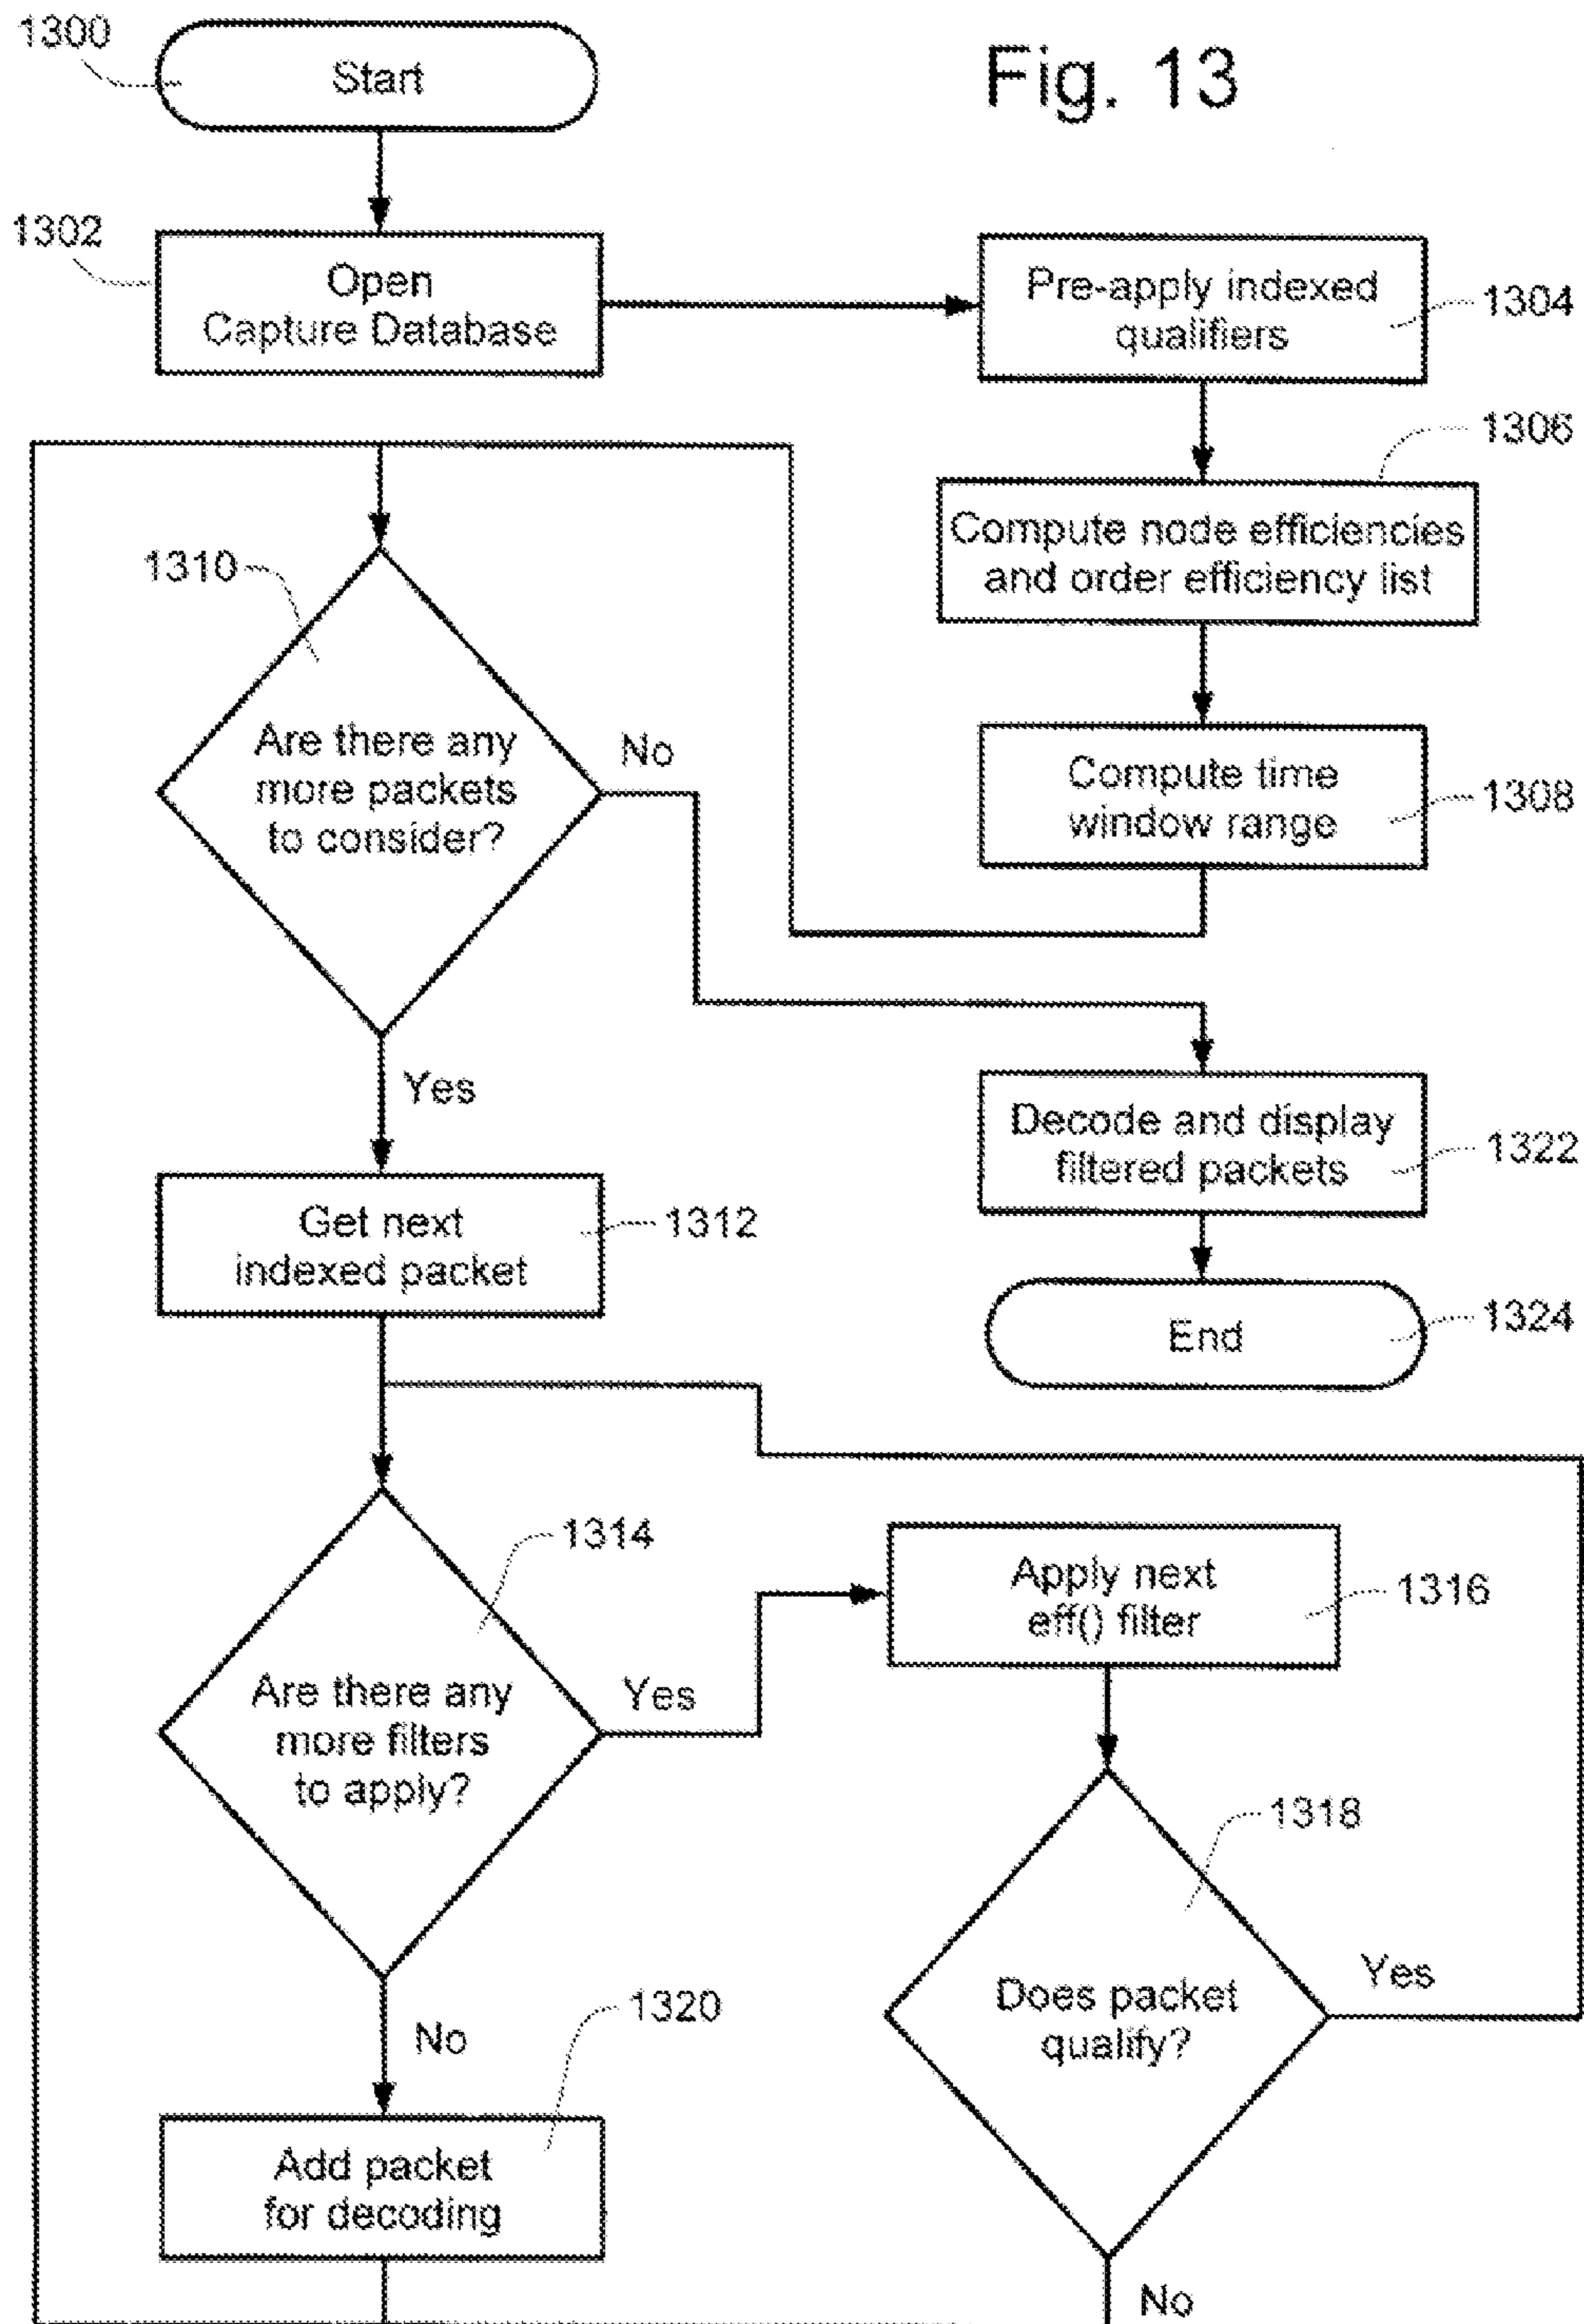 Fig. 13
1300
Start
1302
Open
Capture Database
Pre-apply indexed
qualifiers
1304
1306
Compute node efficiencies
and order efficiency list
1310
Are there any
more packets
to consider?
No
Compute time
window range
1308
Yes
Decode and display
filtered packets
1322
Get next
indexed packet
1312
End
1324
1314
Are there any
more filters
to apply?
Yes
Apply next
eff() filter
1316
1318
Does packet
qualify?
Yes
No
1320
Add packet
for decoding
No